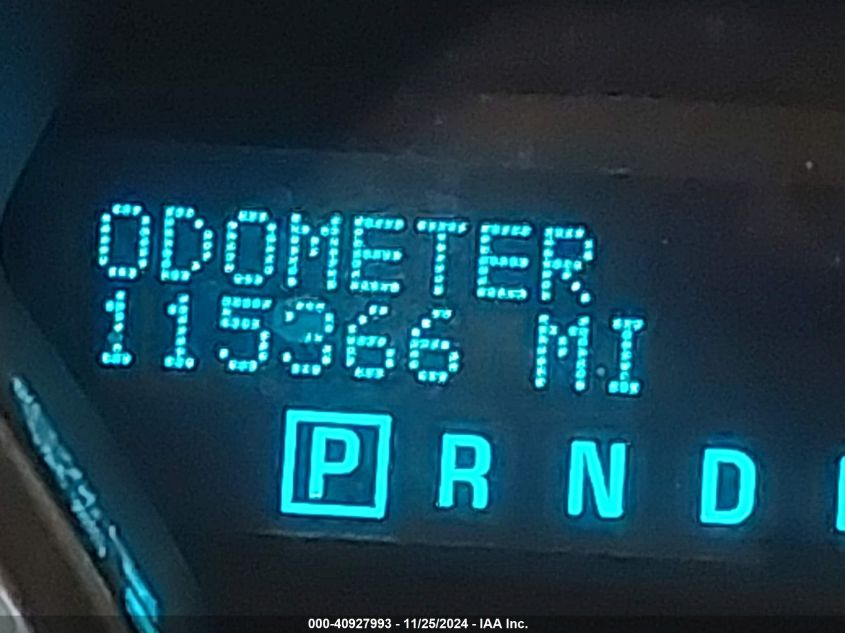 ODOMETER
115366 MI
P R N D
000-40927993 - 11/25/2024 - IAA Inc.